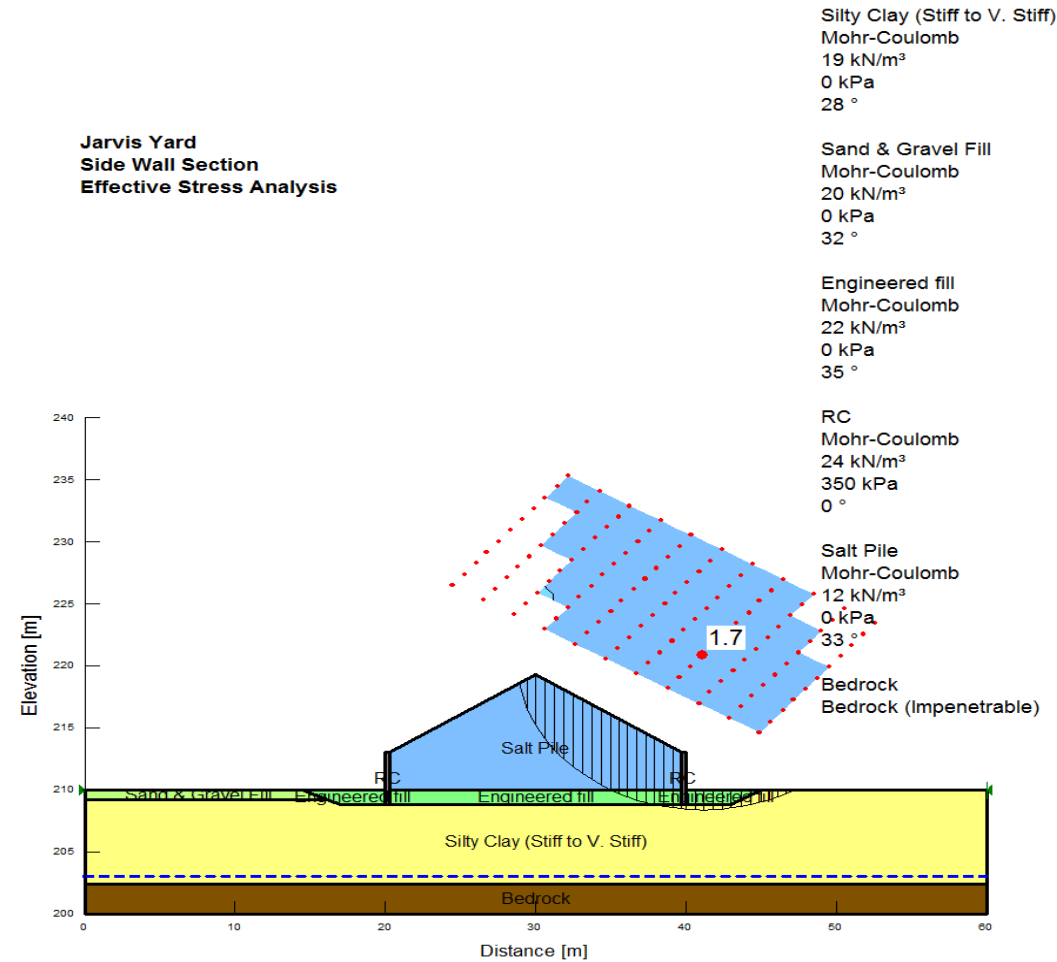 Silty Clay (Stiff to V. Stiff)
Mohr-Coulomb
19 kN/m³
0 kPa
28 °
Jarvis Yard
Side Wall Section
Effective Stress Analysis
Sand & Gravel Fill
Mohr-Coulomb
20 kN/m³
0 kPa
32 °
Engineered fill
Mohr-Coulomb
22 kN/m³
0 kPa
35 °
RC
Mohr-Coulomb
24 kN/m³
350 kPa
0 °
Salt Pile
Mohr-Coulomb
12 kN/m³
0 kPa
33 °
Bedrock
Bedrock (Impenetrable)
1.7
Elevation [m]
240
235
230
225
220
215
210
205
200
Salt Pile
RC
RC
Sand & Gravel Fill
Engineered fill
Engineered fill
Engineered fill
Silty Clay (Stiff to V. Stiff)
Bedrock
0 10 20 30 40 50 60
Distance [m]